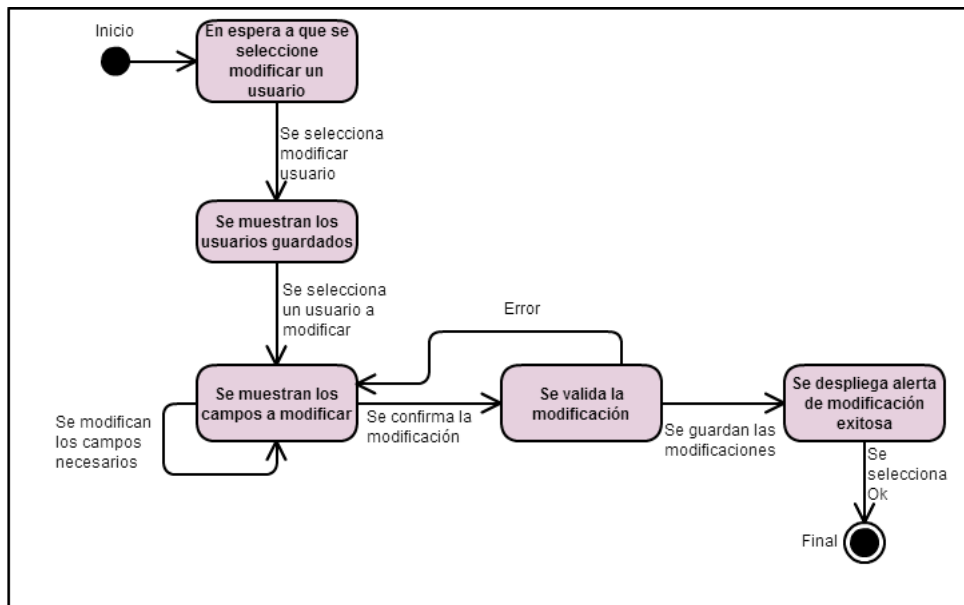 Inicio
En espera a que se
seleccione
modificar un
usuario
Se selecciona
modificar
usuario
Se muestran los
usuarios guardados
Se selecciona
un usuario a
modificar
Error
Se muestran los
campos a modificar
Se modifican
los campos
necesarios
Se confirma la
modificación
Se valida la
modificación
Se guardan las
modificaciones
Se despliega alerta
de modificación
exitosa
Se
selecciona
Ok
Final